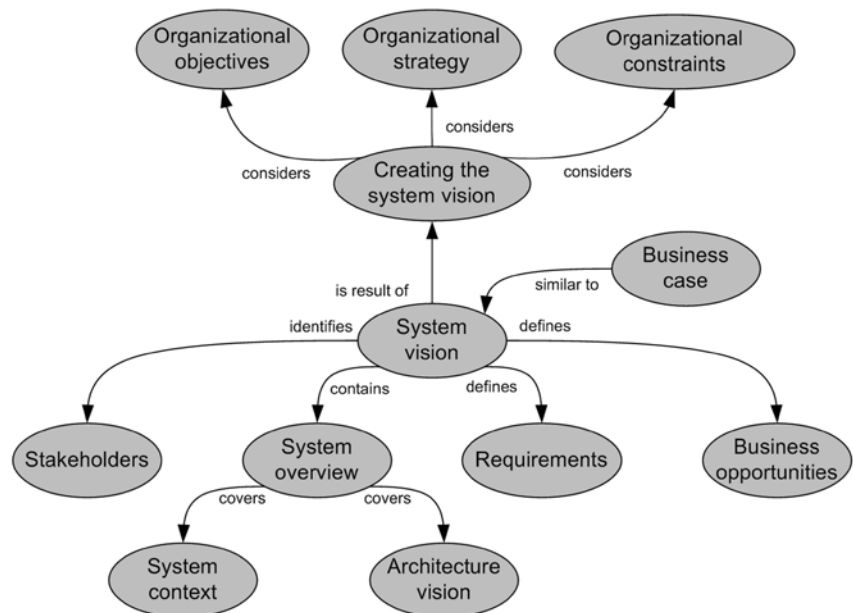 Organizational
objectives
Organizational
strategy
Organizational
constraints
considers
considers
considers
Creating the
system vision
Business
case
is result of
similar to
identifies
System
vision
defines
contains
defines
Stakeholders
System
overview
Requirements
Business
opportunities
covers
covers
System
context
Architecture
vision